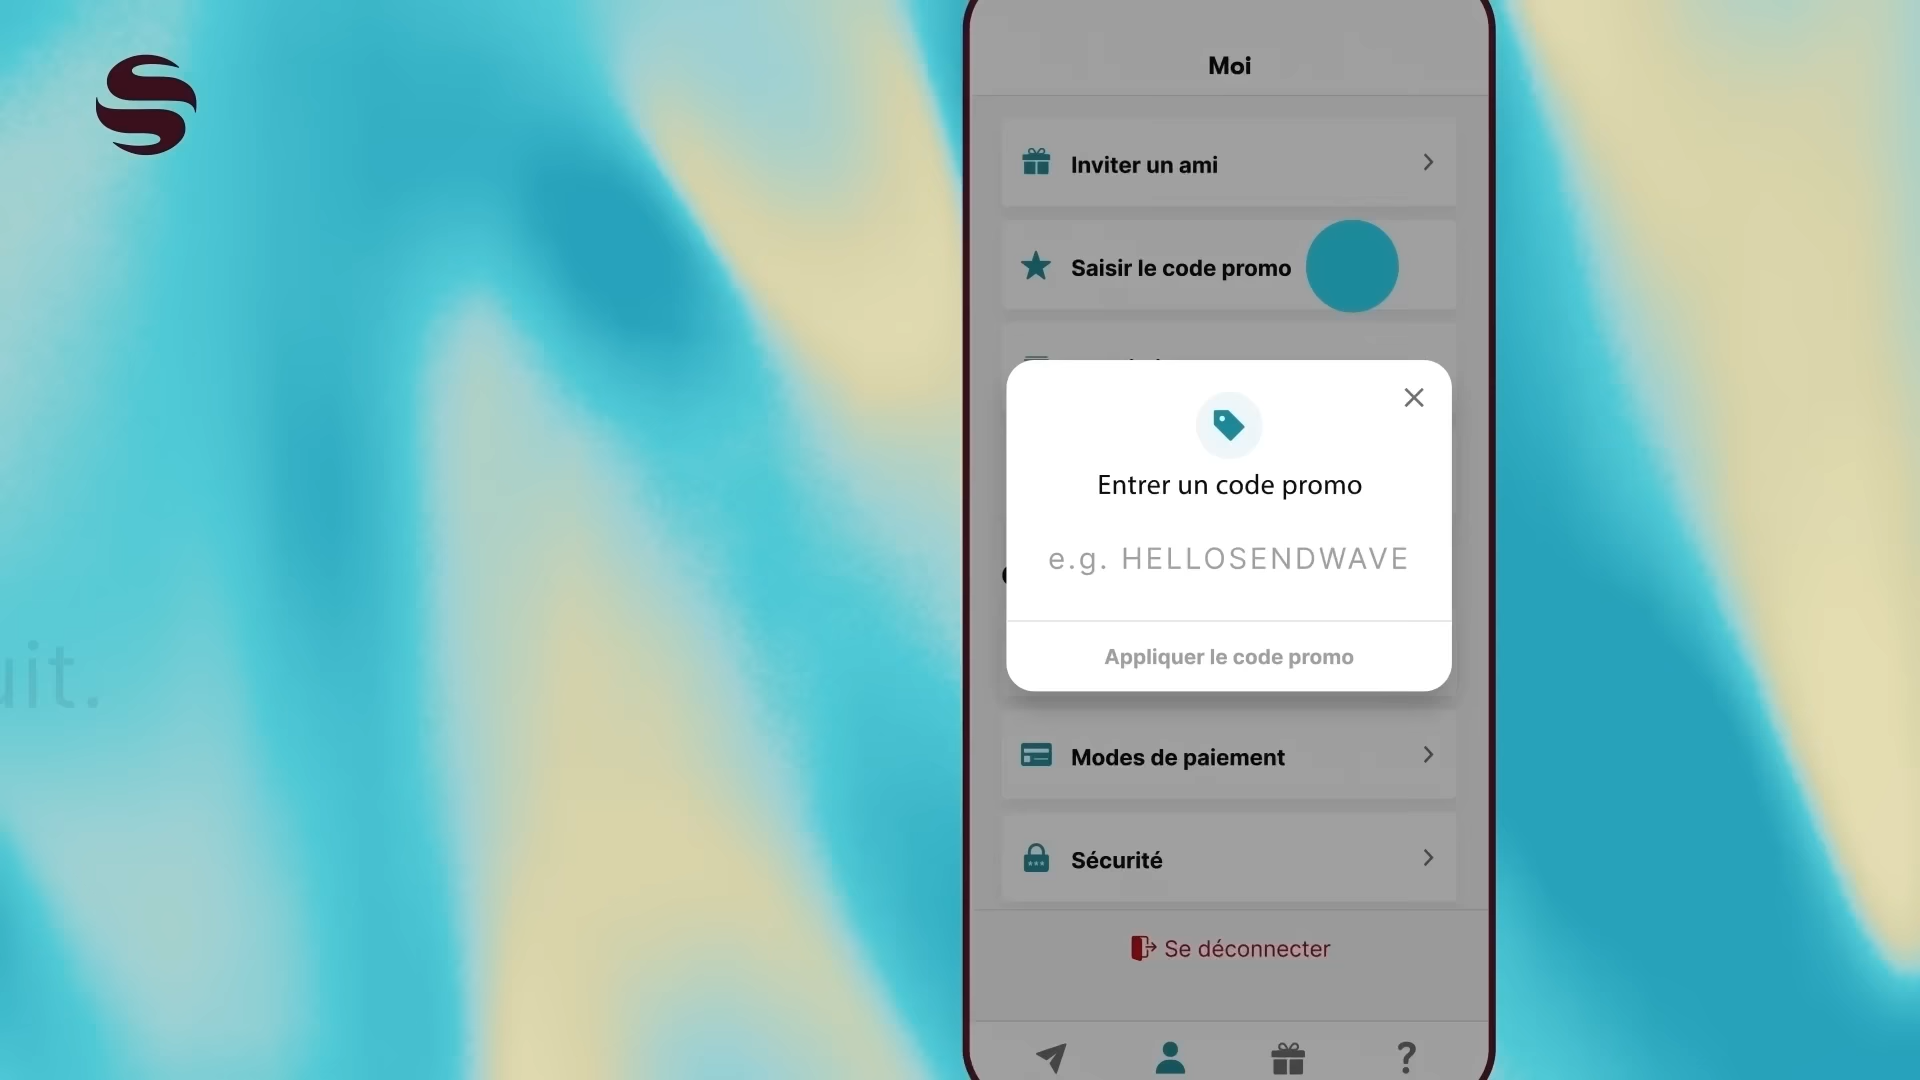 Moi
Inviter un ami
Saisir le code promo
Entrer un code promo
e.g. HELLOSENDWAVE
Appliquer le code promo
Modes de paiement
Sécurité
Se déconnecter